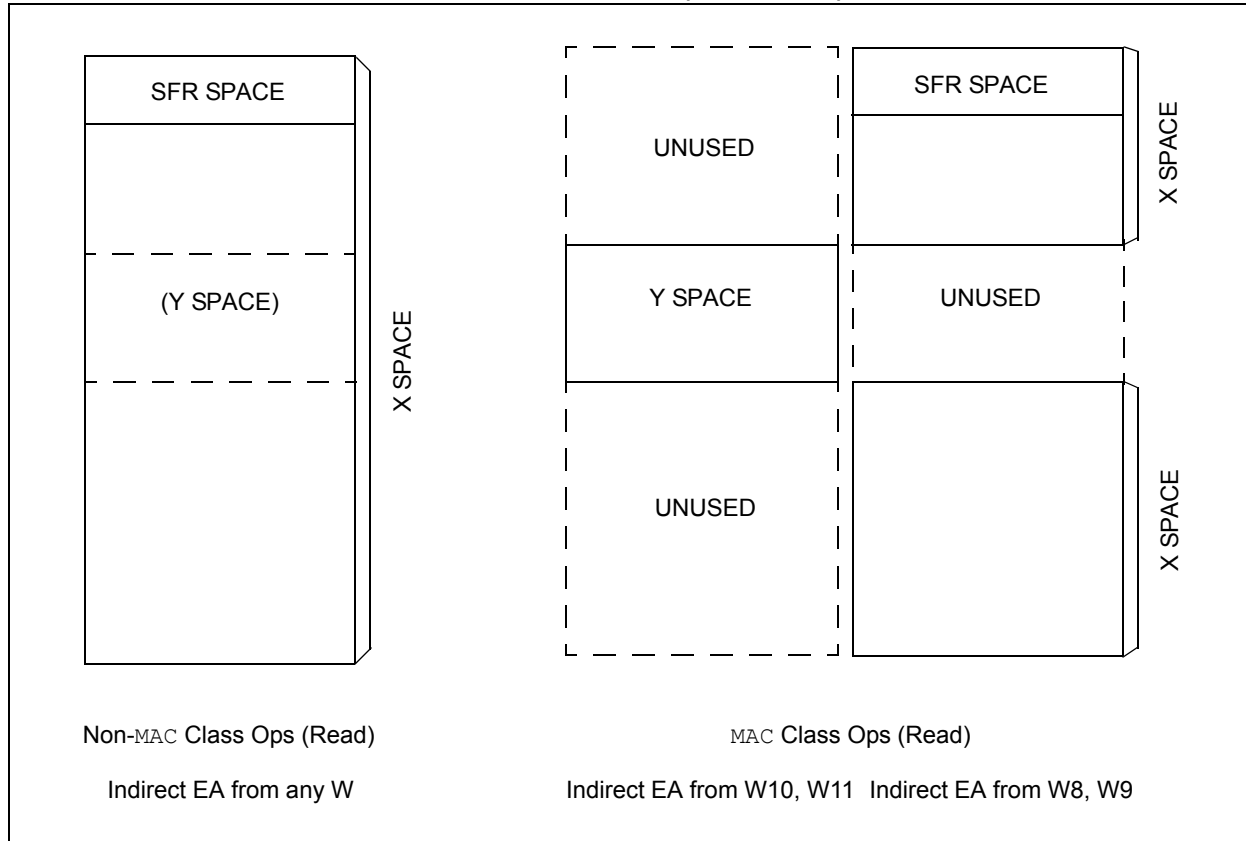 SFR SPACE
(Y SPACE)
X SPACE
UNUSED
Y SPACE
UNUSED
SFR SPACE
X SPACE
UNUSED
X SPACE
Non-MAC Class Ops (Read)
Indirect EA from any W
MAC Class Ops (Read)
Indirect EA from W10, W11
Indirect EA from W8, W9